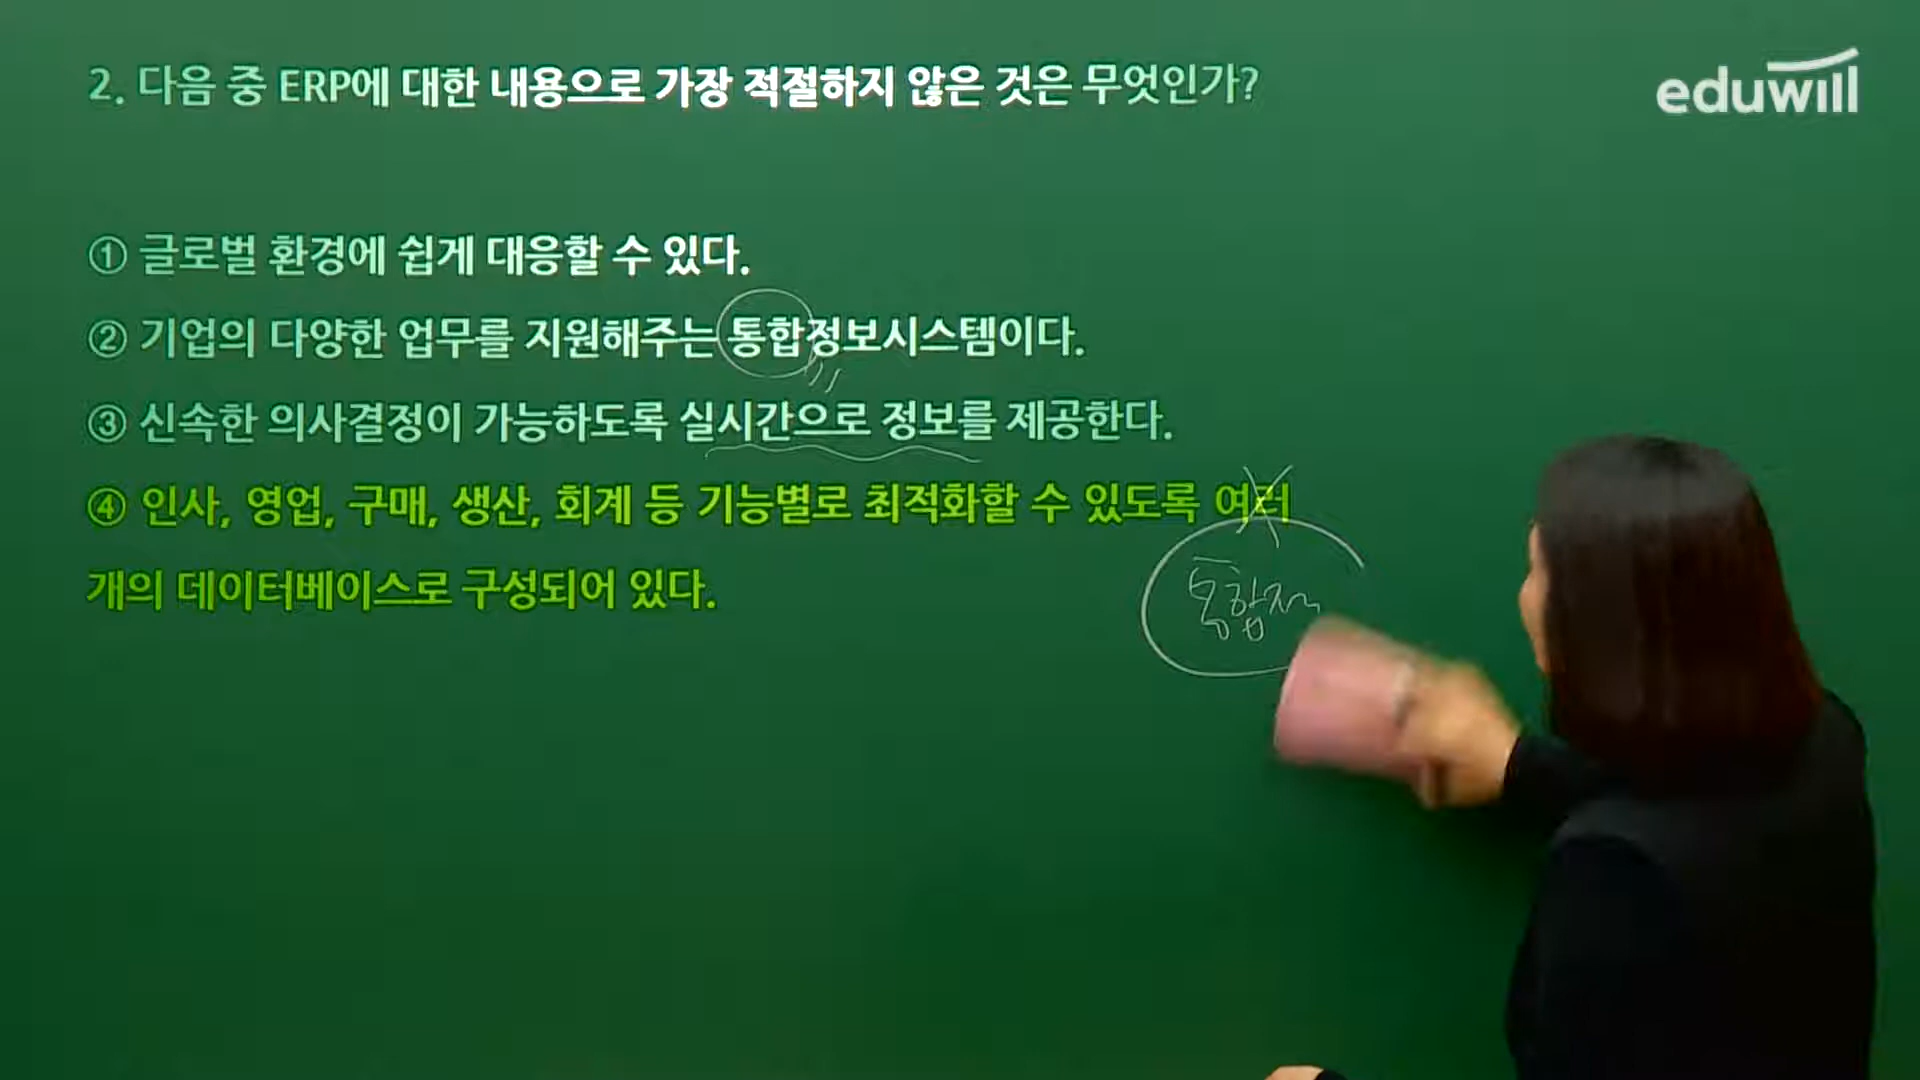 2. 다음 중 ERP에 대한 내용으로 가장 적절하지 않은 것은 무엇인가?
eduwill
① 글로벌 환경에 쉽게 대응할 수 있다.
② 기업의 다양한 업무를 지원해주는 통합정보시스템이다.
③ 신속한 의사결정이 가능하도록 실시간으로 정보를 제공한다.
④ 인사, 영업, 구매, 생산, 회계 등 기능별로 최적화할 수 있도록 여러
개의 데이터베이스로 구성되어 있다.